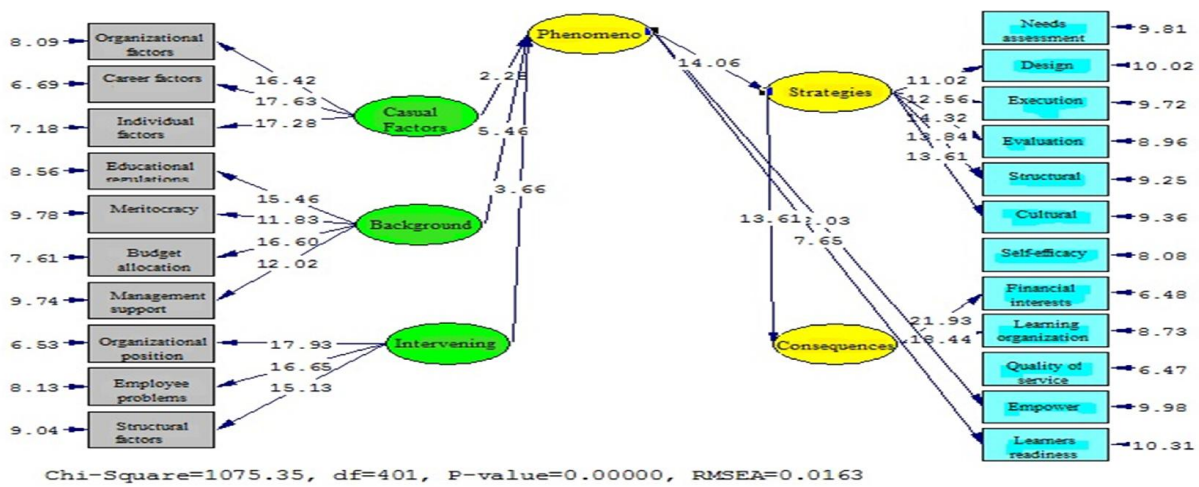 8.09
Organizational
factors
6.69
Career factors
7.18
Individual
factors
8.56
Educational
regulations
9.78
Meritocracy
7.61
Budget
allocation
9.74
Management
support
6.53
Organizational
position
8.13
Employee
problems
9.04
Structural
factors
16.42
17.63
17.28
15.46
11.83
16.60
12.02
17.93
16.65
15.13
Casual
Factors
Background
Intervening
2.28
5.46
3.66
Phenomeno
14.06
Strategies
13.61
2.03
7.65
Consequences
11.02
12.56
14.32
13.84
13.61
21.93
18.44
Needs
assessment
9.81
Design
10.02
Execution
9.72
Evaluation
8.96
Structural
9.25
Cultural
9.36
Self-efficacy
8.08
Financial
interests
6.48
Learning
organization
8.73
Quality of
service
6.47
Empower
9.98
Learners
readiness
10.31
Chi-Square=1075.35, df=401, P-value=0.00000, RMSEA=0.0163